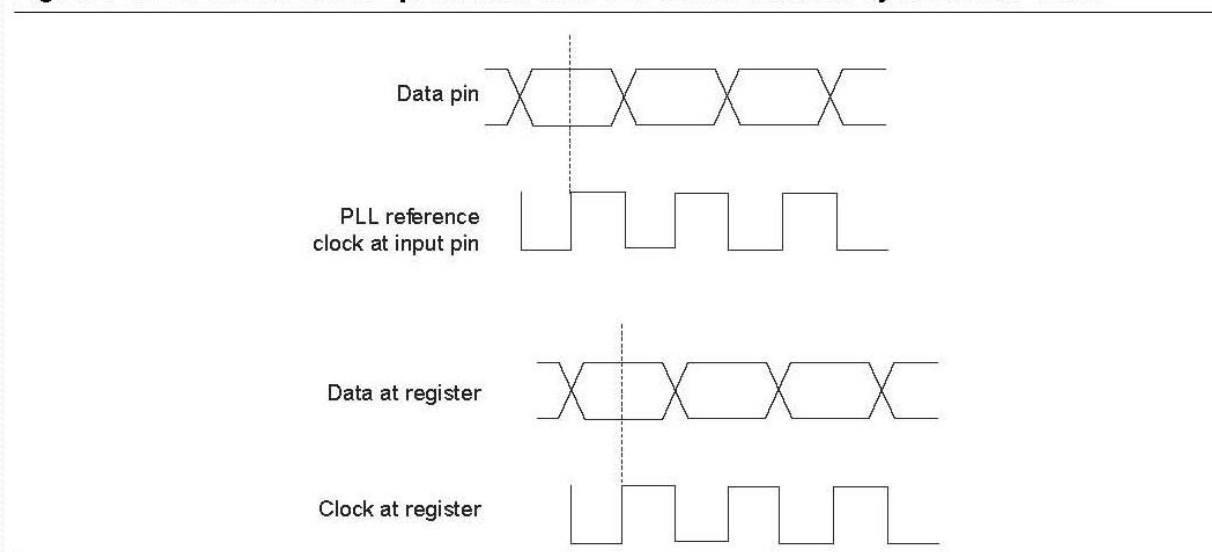 Data pin
PLL reference
clock at input pin
Data at register
Clock at register